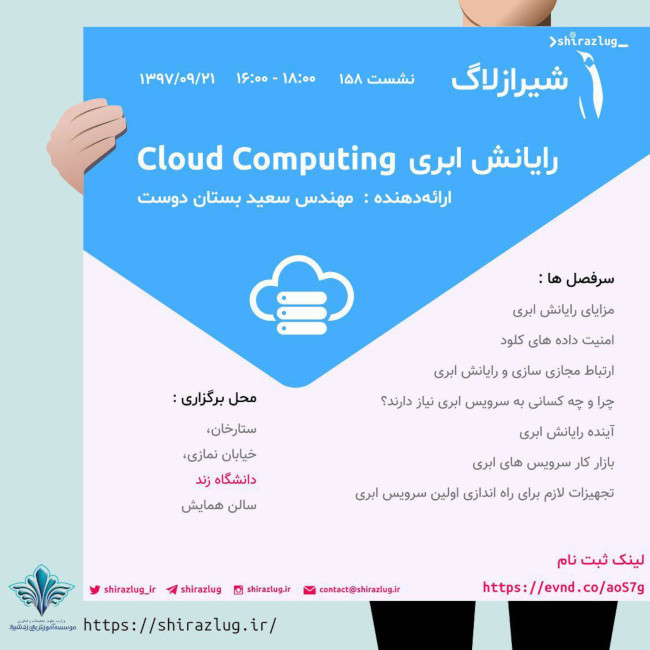 shirazlug_
شیرازلاگ
نشست ۱۵۸ ۱۶:۰۰ - ۱۸:۰۰ ۱۳۹۷/۰۹/۲۱
رایانش ابری Cloud Computing
ارائه‌دهنده : مهندس سعید بستان دوست
سرفصل ها :
مزایای رایانش ابری
امنیت داده های کلود
ارتباط مجازی سازی و رایانش ابری
چرا و چه کسانی به سرویس ابری نیاز دارند؟
آینده رایانش ابری
بازار کار سرویس های ابری
تجهیزات لازم برای راه اندازی اولین سرویس ابری
محل برگزاری :
ستارخان،
خیابان نمازی،
دانشگاه زند
سالن همایش
لینک ثبت نام
https://evnd.co/aoS7g
shirazlug_ir shirazlug shirazlug.ir contact@shirazlug.ir
https://shirazlug.ir/